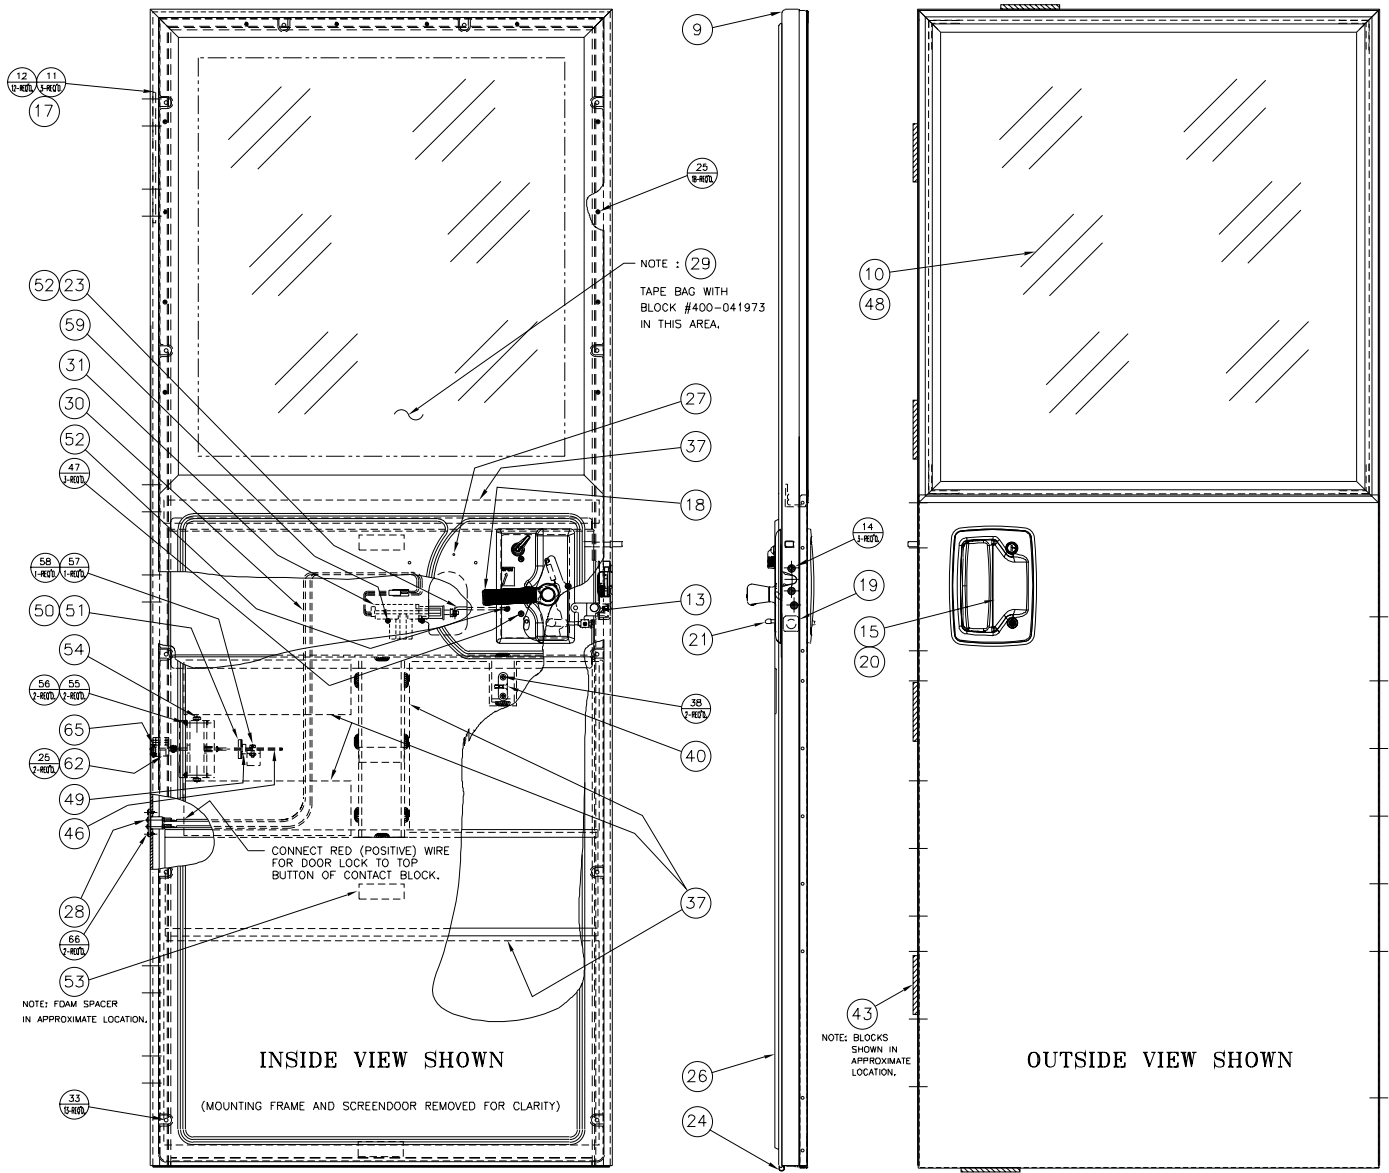 9
12 11
12-REQ'D. 3-REQ'D.
17
25
18-REQ'D.
NOTE : 29
TAPE BAG WITH
BLOCK #400-041973
IN THIS AREA.
10
48
52 23
59
31
30
52
47
3-REQ'D.
27
37
18
58 57
1-REQ'D. 1-REQ'D.
50 51
54
56 55
2-REQ'D. 2-REQ'D.
65
25 62
2-REQ'D.
49
46
14
3-REQ'D.
13
19
21
15
20
38
2-REQ'D.
40
CONNECT RED (POSITIVE) WIRE
FOR DOOR LOCK TO TOP
BUTTON OF CONTACT BLOCK.
28
66
2-REQ'D.
53
37
NOTE: FOAM SPACER
IN APPROXIMATE LOCATION.
43
NOTE: BLOCKS
SHOWN IN
APPROXIMATE
LOCATION.
INSIDE VIEW SHOWN
OUTSIDE VIEW SHOWN
26
33
(MOUNTING FRAME AND SCREENDOOR REMOVED FOR CLARITY)
24